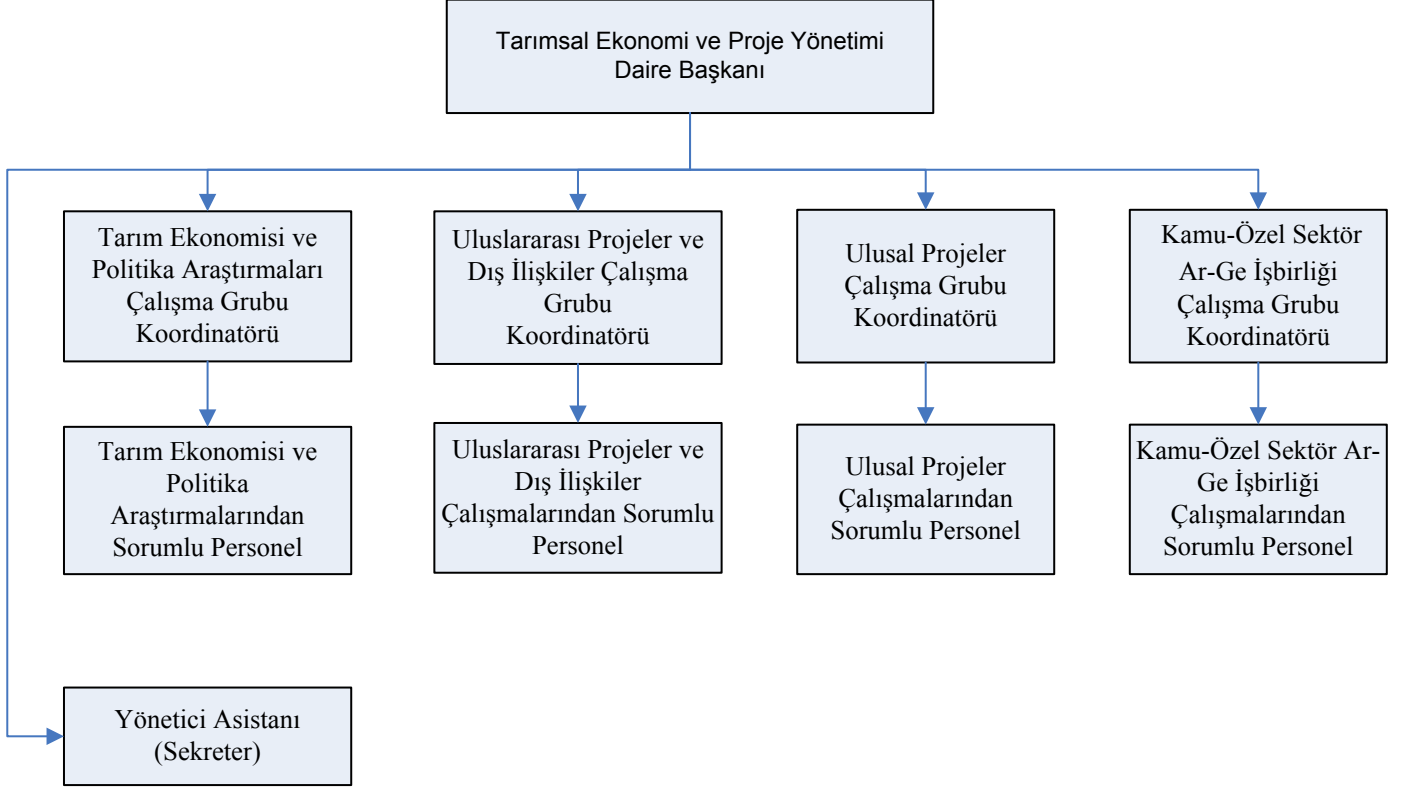 Tarımsal Ekonomi ve Proje Yönetimi
Daire Başkanı
Tarım Ekonomisi ve
Politika Araştırmaları
Çalışma Grubu
Koordinatörü
Uluslararası Projeler ve
Dış İlişkiler Çalışma
Grubu
Koordinatörü
Ulusal Projeler
Çalışma Grubu
Koordinatörü
Kamu-Özel Sektör
Ar-Ge İşbirliği
Çalışma Grubu
Koordinatörü
Tarım Ekonomisi ve
Politika
Araştırmalarından
Sorumlu Personel
Uluslararası Projeler ve
Dış İlişkiler
Çalışmalarından Sorumlu
Personel
Ulusal Projeler
Çalışmalarından
Sorumlu Personel
Kamu-Özel Sektör Ar-
Ge İşbirliği
Çalışmalarından
Sorumlu Personel
Yönetici Asistanı
(Sekreter)